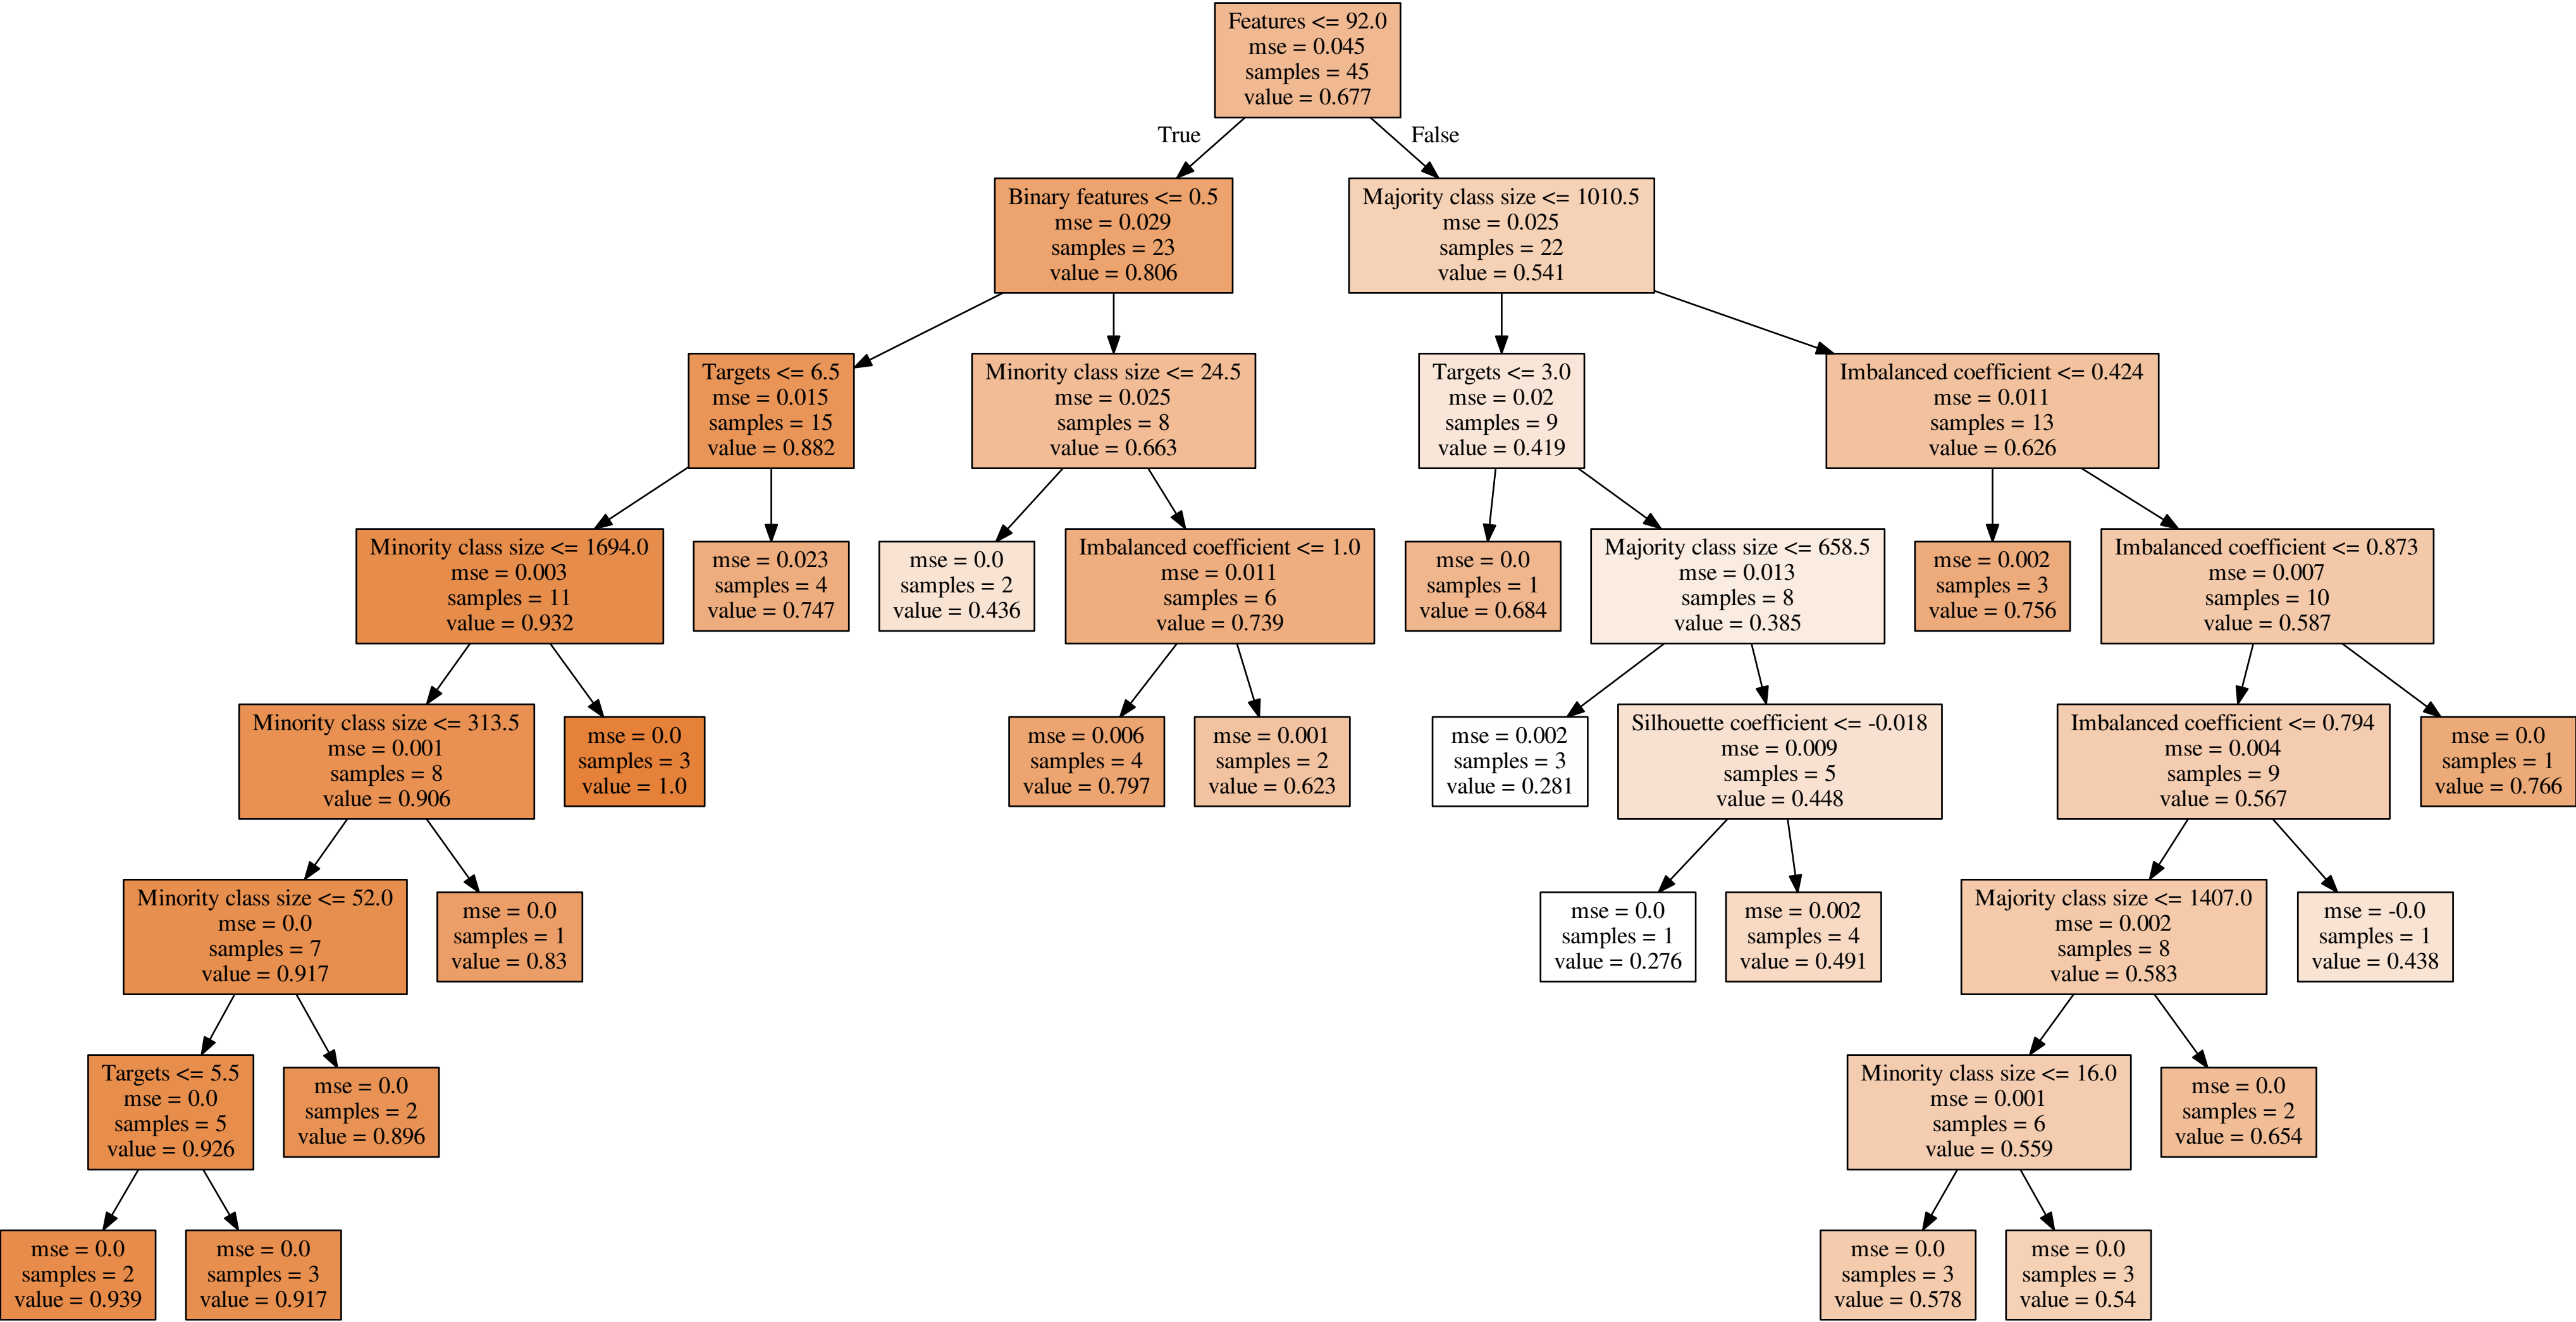 Features <= 92.0
mse = 0.045
samples = 45
value = 0.677
True
False
Binary features <= 0.5
mse = 0.029
samples = 23
value = 0.806
Majority class size <= 1010.5
mse = 0.025
samples = 22
value = 0.541
Targets <= 6.5
mse = 0.015
samples = 15
value = 0.882
Minority class size <= 24.5
mse = 0.025
samples = 8
value = 0.663
Targets <= 3.0
mse = 0.02
samples = 9
value = 0.419
Imbalanced coefficient <= 0.424
mse = 0.011
samples = 13
value = 0.626
Minority class size <= 1694.0
mse = 0.003
samples = 11
value = 0.932
mse = 0.023
samples = 4
value = 0.747
mse = 0.0
samples = 2
value = 0.436
Imbalanced coefficient <= 1.0
mse = 0.011
samples = 6
value = 0.739
mse = 0.0
samples = 1
value = 0.684
Majority class size <= 658.5
mse = 0.013
samples = 8
value = 0.385
mse = 0.002
samples = 3
value = 0.756
Imbalanced coefficient <= 0.873
mse = 0.007
samples = 10
value = 0.587
Minority class size <= 313.5
mse = 0.001
samples = 8
value = 0.906
mse = 0.0
samples = 3
value = 1.0
mse = 0.006
samples = 4
value = 0.797
mse = 0.001
samples = 2
value = 0.623
mse = 0.002
samples = 3
value = 0.281
Silhouette coefficient <= -0.018
mse = 0.009
samples = 5
value = 0.448
Imbalanced coefficient <= 0.794
mse = 0.004
samples = 9
value = 0.567
mse = 0.0
samples = 1
value = 0.766
Minority class size <= 52.0
mse = 0.0
samples = 7
value = 0.917
mse = 0.0
samples = 1
value = 0.83
mse = 0.0
samples = 1
value = 0.276
mse = 0.002
samples = 4
value = 0.491
Majority class size <= 1407.0
mse = 0.002
samples = 8
value = 0.583
mse = -0.0
samples = 1
value = 0.438
Targets <= 5.5
mse = 0.0
samples = 5
value = 0.926
mse = 0.0
samples = 2
value = 0.896
Minority class size <= 16.0
mse = 0.001
samples = 6
value = 0.559
mse = 0.0
samples = 2
value = 0.654
mse = 0.0
samples = 2
value = 0.939
mse = 0.0
samples = 3
value = 0.917
mse = 0.0
samples = 3
value = 0.578
mse = 0.0
samples = 3
value = 0.54